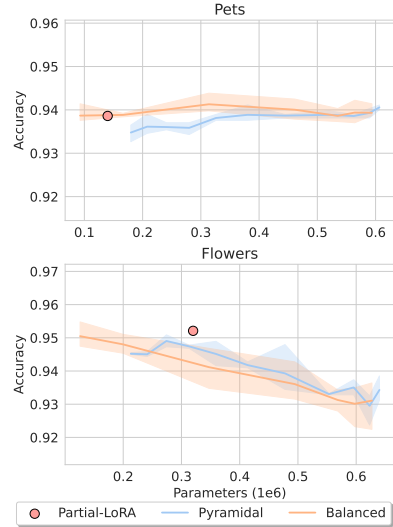 Pets
0.96
0.95
0.94
0.93
0.92
Accuracy
0.1 0.2 0.3 0.4 0.5 0.6
Flowers
0.97
0.96
0.95
0.94
0.93
0.92
Accuracy
0.2 0.3 0.4 0.5 0.6
Parameters (1e6)
Partial-LoRA Pyramidal Balanced